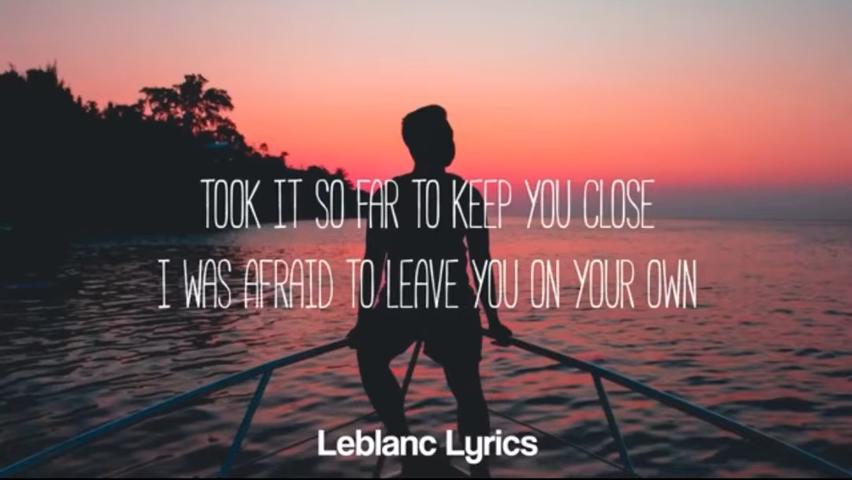 TOOK IT SO FAR TO KEEP YOU CLOSE
I WAS AFRAID TO LEAVE YOU ON YOUR OWN
Leblanc Lyrics